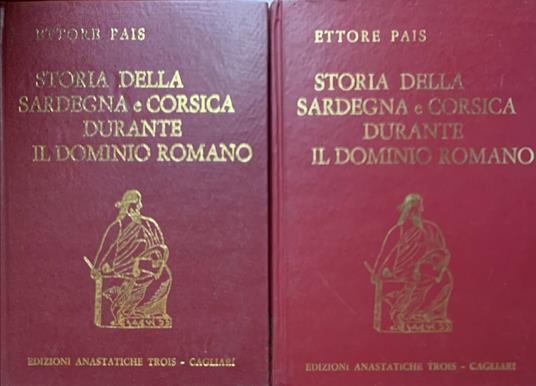 ETTORE PAIS
STORIA DELLA
SARDEGNA e CORSICA
DURANTE
IL DOMINIO ROMANO
EDIZIONI ANASTATICHE TROIS - CAGLIARI
ETTORE PAIS
STORIA DELLA
SARDEGNA e CORSICA
DURANTE
IL DOMINIO ROMANO
EDIZIONI ANASTATICHE TROIS - CAGLIARI